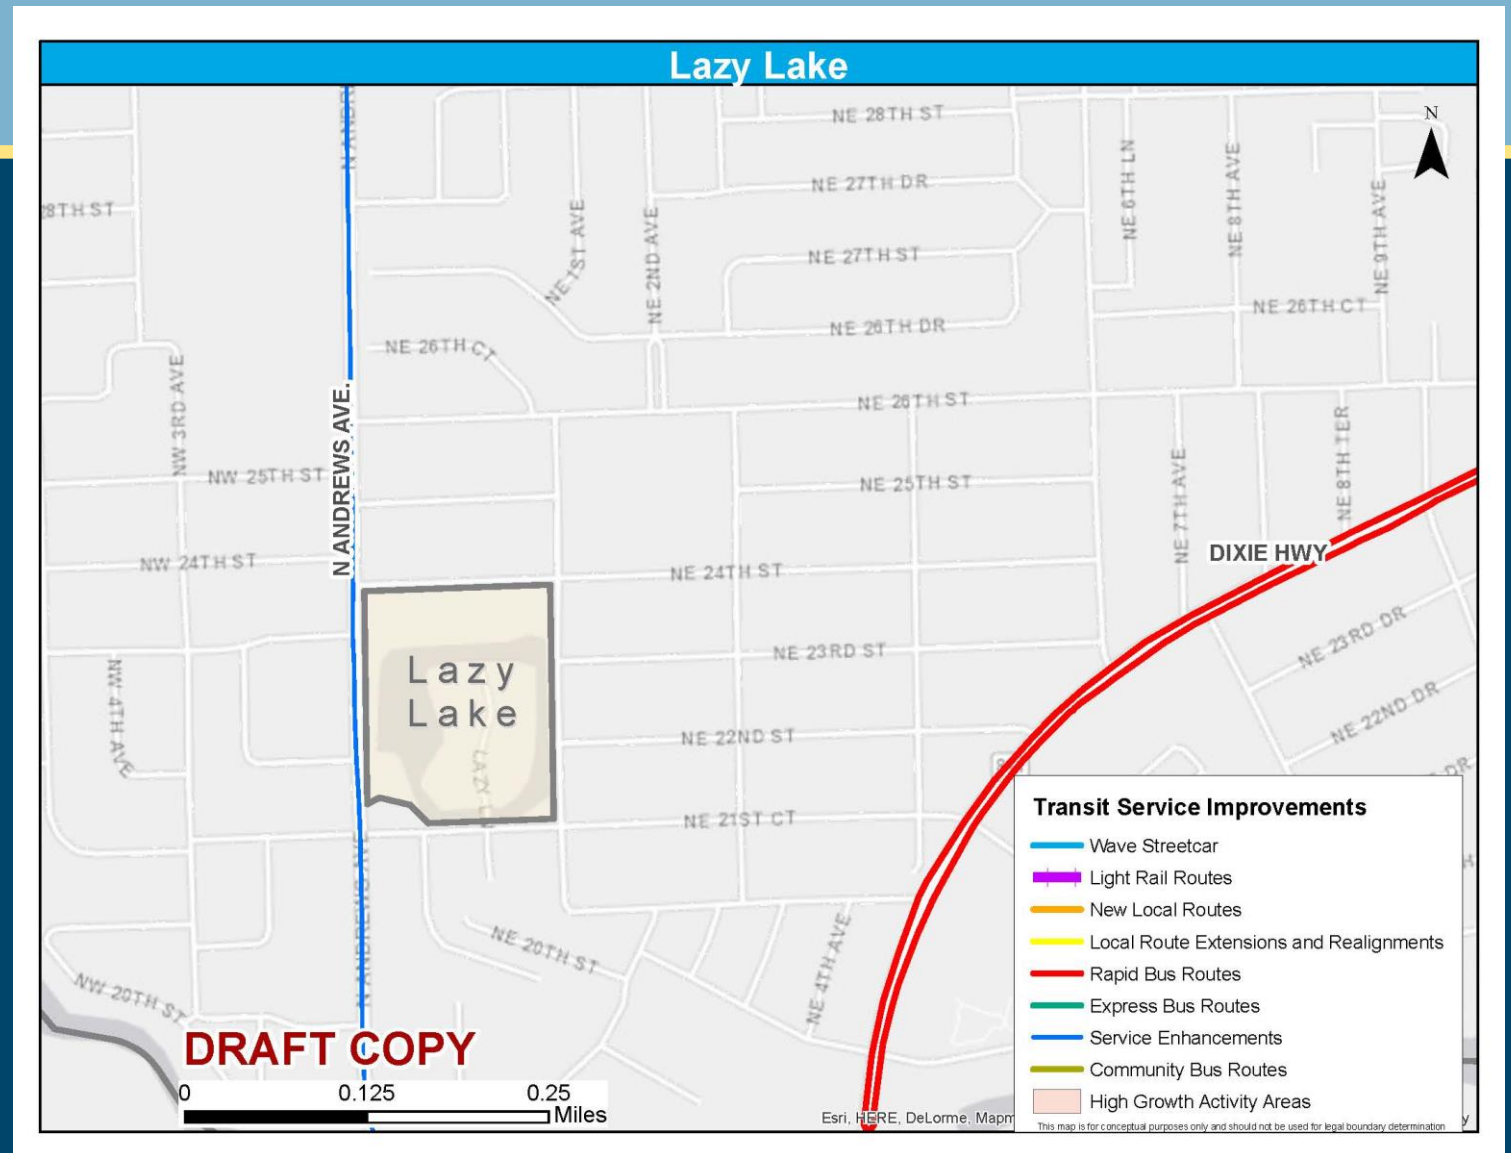 Lazy Lake
N
NE 28TH ST
NE 27TH DR
NE 6TH LN
NE 8TH AVE
NE 9TH AVE
28TH ST
NE 1ST AVE
NE 2ND AVE
NE 27TH ST
NE 26TH DR
NE 26TH CT
NE 26TH CT
NW 3RD AVE
N ANDREWS AVE.
NE 26TH ST
NW 25TH ST
NE 25TH ST
NE 7TH AVE
NE 8TH TER
DIXIE HWY
NW 24TH ST
NE 24TH ST
NE 23RD ST
NE 23RD DR
NW 4TH AVE
Lazy
Lake
LAZY LN
NE 22ND ST
NE 22ND DR
DR
NE 21ST CT
N ANDREWS AVE
NE 20TH ST
NE 4TH AVE
NW 20TH ST
DRAFT COPY
0 0.125 0.25
Miles
Esri, HERE, DeLorme, Mapm
Transit Service Improvements
Wave Streetcar
Light Rail Routes
New Local Routes
Local Route Extensions and Realignments
Rapid Bus Routes
Express Bus Routes
Service Enhancements
Community Bus Routes
High Growth Activity Areas
This map is for conceptual purposes only and should not be used for legal boundary determination